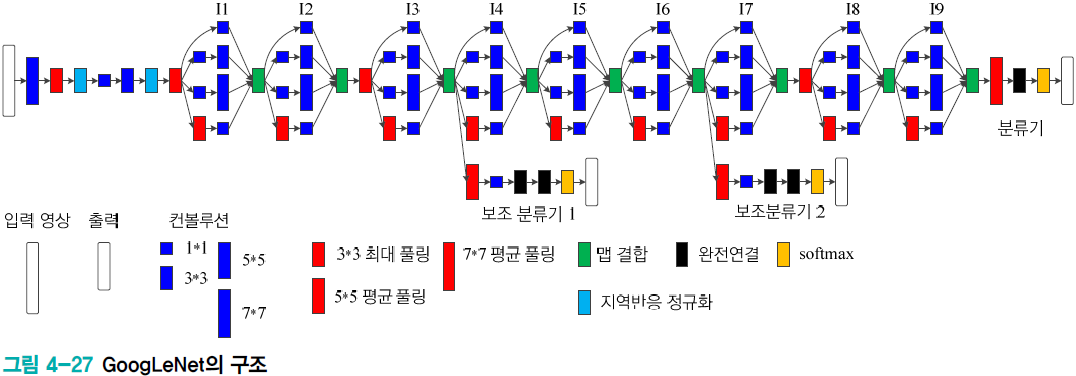 I1 I2 I3 I4 I5 I6 I7 I8 I9
분류기
보조 분류기 1
보조분류기 2
입력 영상 출력 컨볼루션
1*1
3*3
5*5
7*7
3*3 최대 풀링
5*5 평균 풀링
7*7 평균 풀링
맵 결합
완전연결
softmax
지역반응 정규화
그림 4-27 GoogLeNet의 구조